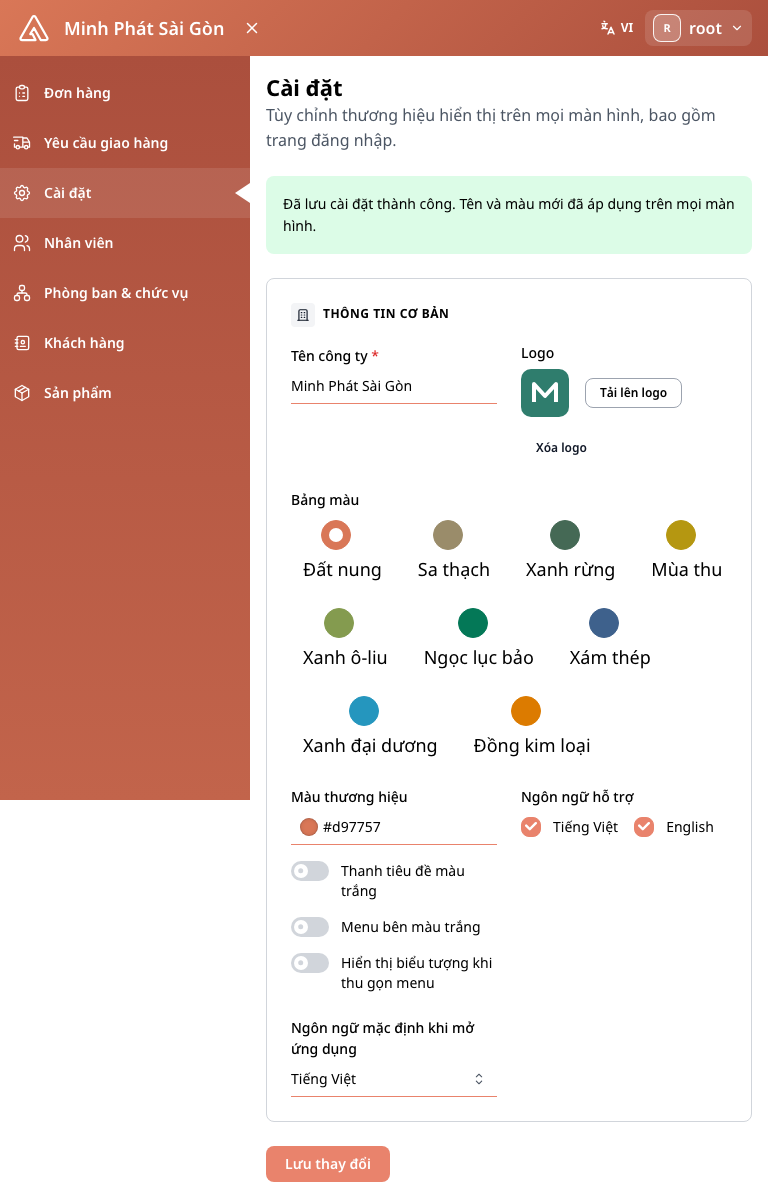 Minh Phát Sài Gòn
VI
R
root
Đơn hàng
Yêu cầu giao hàng
Cài đặt
Nhân viên
Phòng ban & chức vụ
Khách hàng
Sản phẩm
Cài đặt
Tùy chỉnh thương hiệu hiển thị trên mọi màn hình, bao gồm
trang đăng nhập.
Đã lưu cài đặt thành công. Tên và màu mới đã áp dụng trên mọi màn
hình.
THÔNG TIN CƠ BẢN
Tên công ty *
Minh Phát Sài Gòn
Logo
Tải lên logo
Xóa logo
Bảng màu
Đất nung
Sa thạch
Xanh rừng
Mùa thu
Xanh ô-liu
Ngọc lục bảo
Xám thép
Xanh đại dương
Đồng kim loại
Màu thương hiệu
#d97757
Ngôn ngữ hỗ trợ
Tiếng Việt
English
Thanh tiêu đề màu
trắng
Menu bên màu trắng
Hiển thị biểu tượng khi
thu gọn menu
Ngôn ngữ mặc định khi mở
ứng dụng
Tiếng Việt
Lưu thay đổi